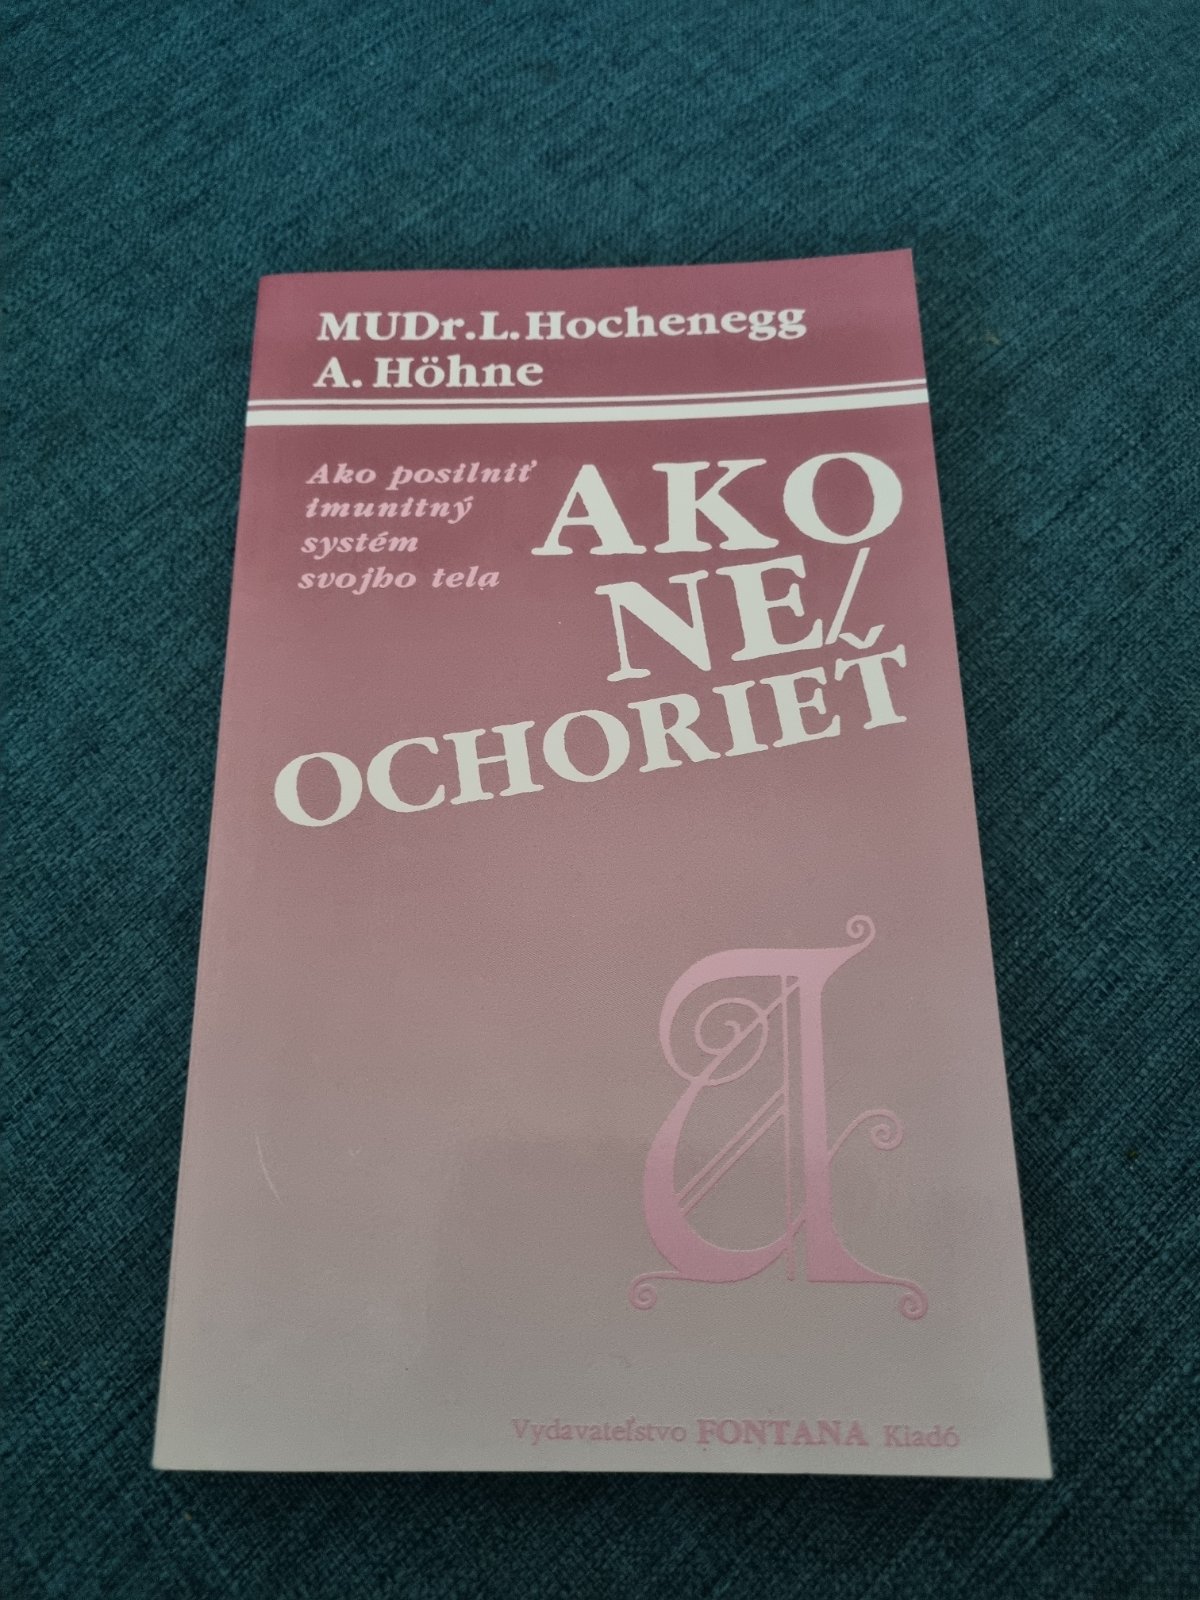 MUDr. L. Hochenegg
A. Höhne
Ako posilniť
imunitný
systém
svojho tela
AKO
NE/
OCHORIEŤ
A
Vydavateľstvo FONTANA Kiadó